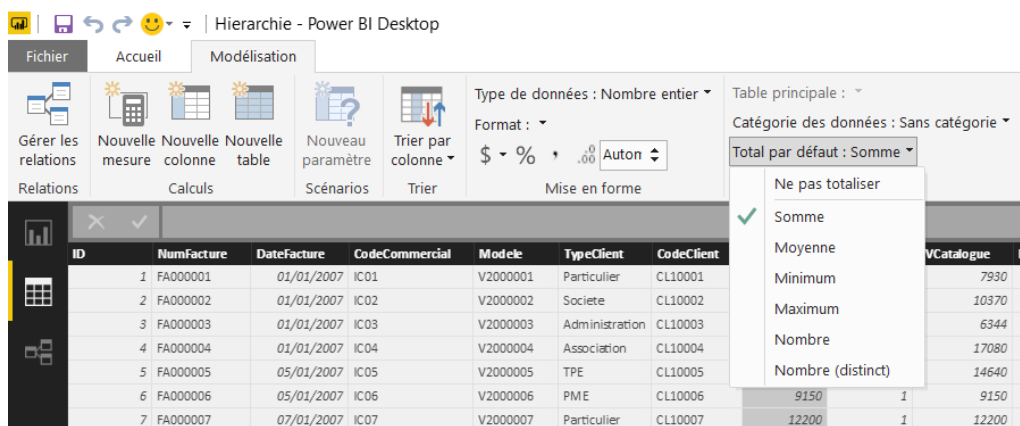 Hierarchie - Power BI Desktop
Fichier Accueil Modélisation
Gérer les relations
Nouvelle mesure
Nouvelle colonne
Nouvelle table
Nouveau paramètre
Trier par colonne
Type de données : Nombre entier
Format :
$ % , .00 Autom
Table principale :
Catégorie des données : Sans catégorie
Total par défaut : Somme
Relations Calculs Scénarios Trier Mise en forme
Ne pas totaliser
Somme
Moyenne
Minimum
Maximum
Nombre
Nombre (distinct)
ID NumFacture DateFacture CodeCommercial Modele TypeClient CodeClient VCatalogue
1 FA000001 01/01/2007 IC01 V2000001 Particulier CL10001 7930
2 FA000002 01/01/2007 IC02 V2000002 Societe CL10002 10370
3 FA000003 01/01/2007 IC03 V2000003 Administration CL10003 6344
4 FA000004 01/01/2007 IC04 V2000004 Association CL10004 17080
5 FA000005 05/01/2007 IC05 V2000005 TPE CL10005 14640
6 FA000006 05/01/2007 IC06 V2000006 PME CL10006 9150 1 9150
7 FA000007 07/01/2007 IC07 V2000007 Particulier CL10007 12200 1 12200